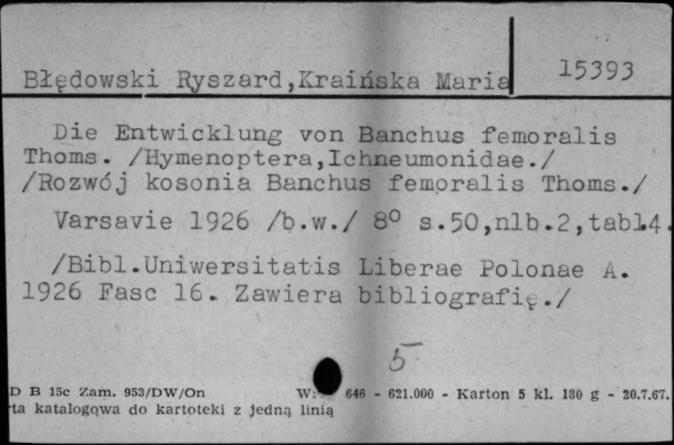 Błędowski Ryszard,Kraińska Maria 15393
Die Entwicklung von Banchus femoralis
Thoms. /Hymenoptera,Ichneumonidae./
/Rozwój kosonia Banchus femoralis Thoms./
Varsavie 1926 /b.w./ 8° s.50,nlb.2,tabl.4.
/Bibl.Uniwersitatis Liberae Polonae A.
1926 Fasc 16. Zawiera bibliografię./
5
D B 15c Zam. 953/DW/On 646 - 621.000 - Karton 5 kl. 180 g - 20.7.67.
ta katalogowa do kartoteki z jedną linią